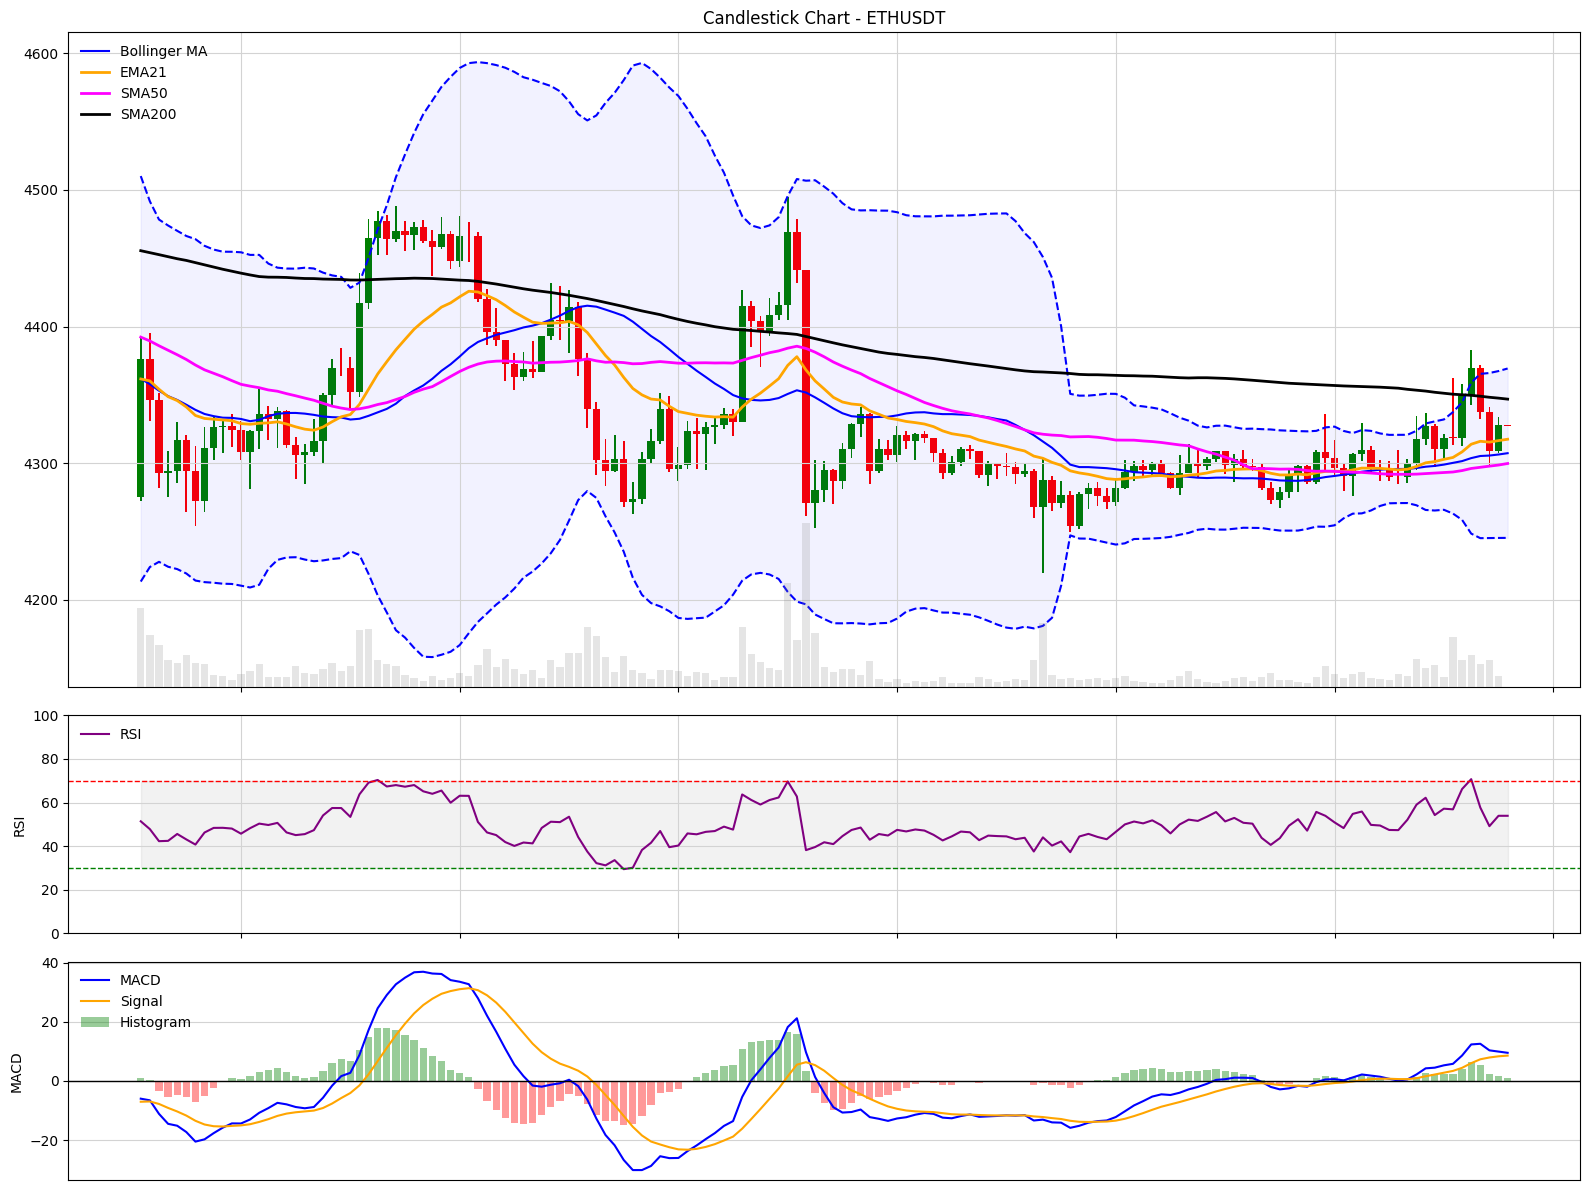 Candlestick Chart - ETHUSDT
Bollinger MA
EMA21
SMA50
SMA200
4600
4500
4400
4300
4200
RSI
RSI
100
80
60
40
20
0
MACD
Signal
Histogram
MACD
40
20
0
−20